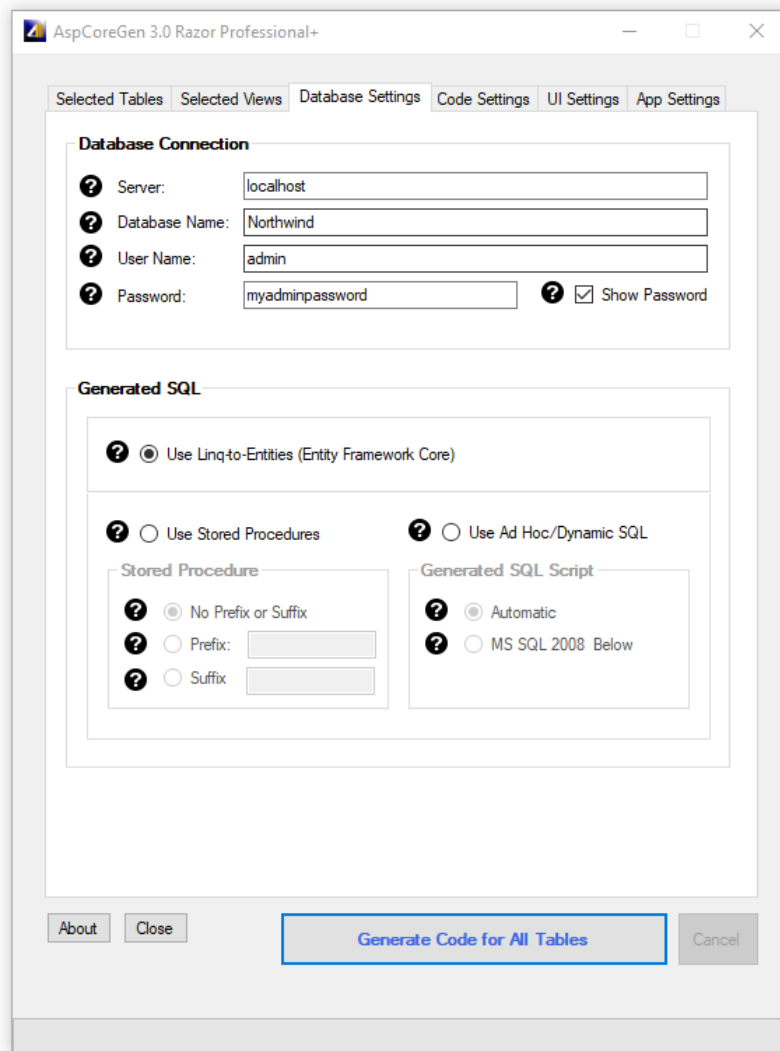 AspCoreGen 3.0 Razor Professional+
Selected Tables Selected Views Database Settings Code Settings UI Settings App Settings
Database Connection
? Server: localhost
? Database Name: Northwind
? User Name: admin
? Password: myadminpassword ? Show Password
Generated SQL
? Use Linq-to-Entities (Entity Framework Core)
? Use Stored Procedures ? Use Ad Hoc/Dynamic SQL
Stored Procedure Generated SQL Script
? No Prefix or Suffix ? Automatic
? Prefix: ? MS SQL 2008 Below
? Suffix
About Close Generate Code for All Tables Cancel